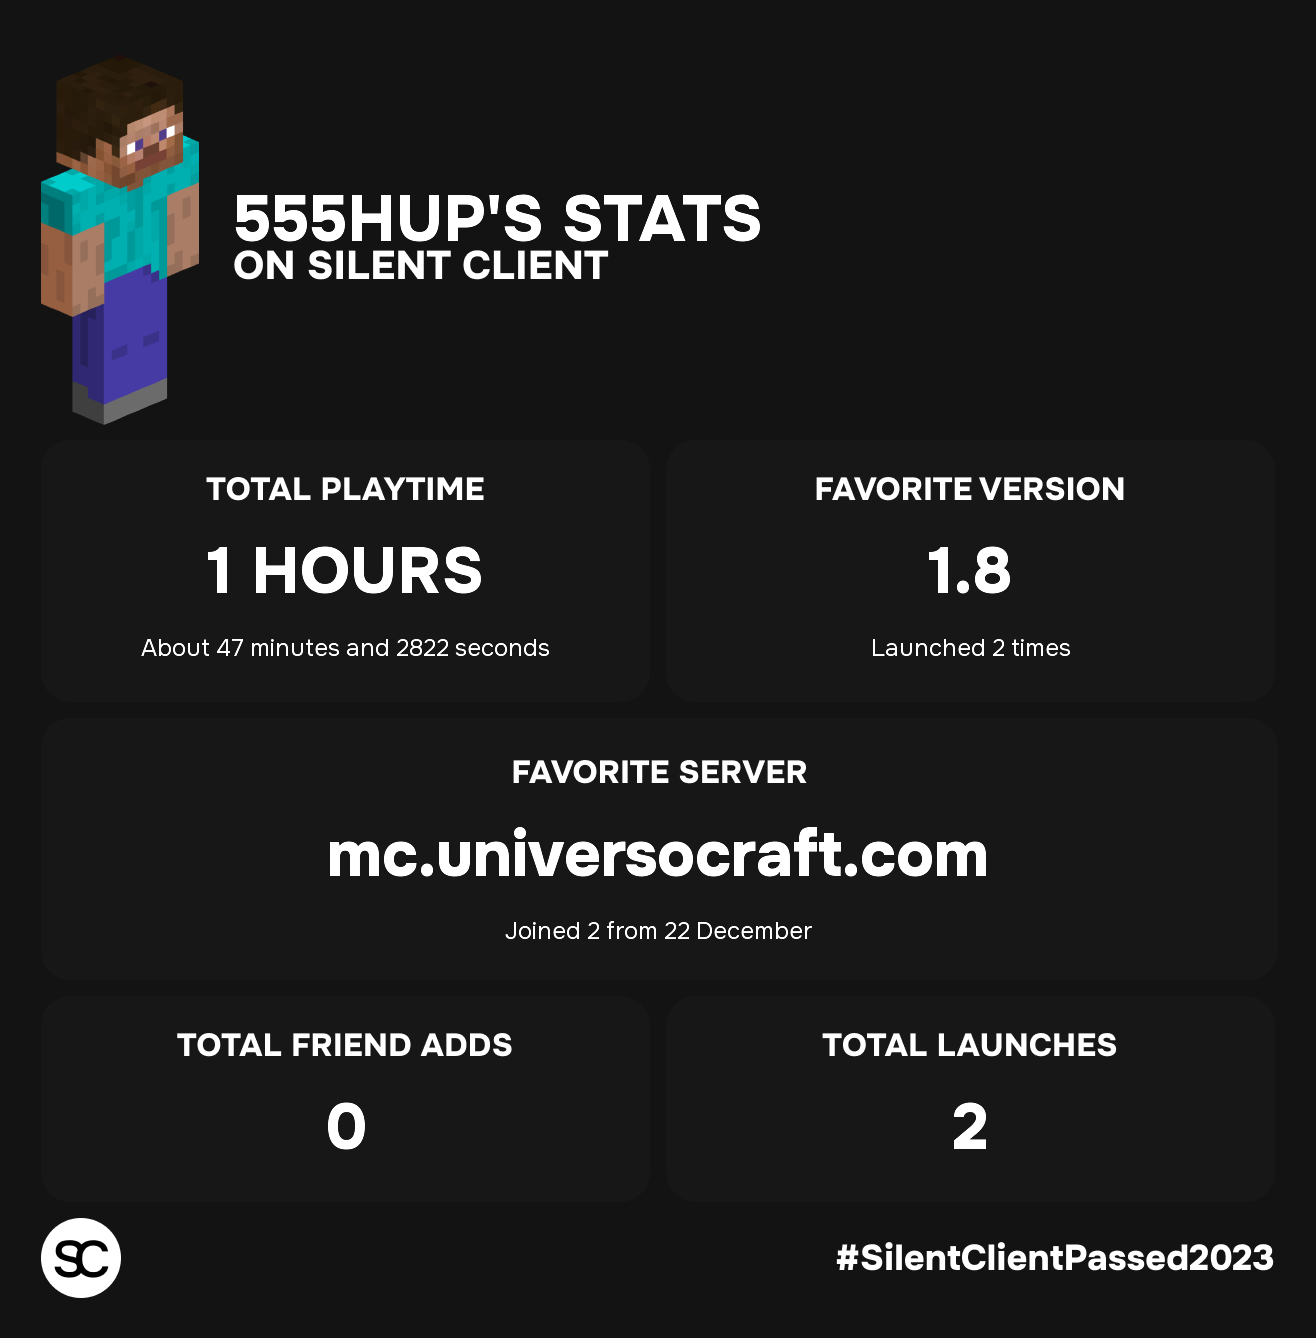 555HUP'S STATS
ON SILENT CLIENT
TOTAL PLAYTIME
1 HOURS
About 47 minutes and 2822 seconds
FAVORITE VERSION
1.8
Launched 2 times
FAVORITE SERVER
mc.universocraft.com
Joined 2 from 22 December
TOTAL FRIEND ADDS
0
TOTAL LAUNCHES
2
SC
#SilentClientPassed2023